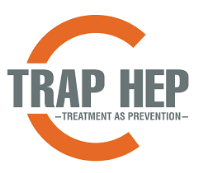 TRAP HEP
–TREATMENT AS PREVENTION–